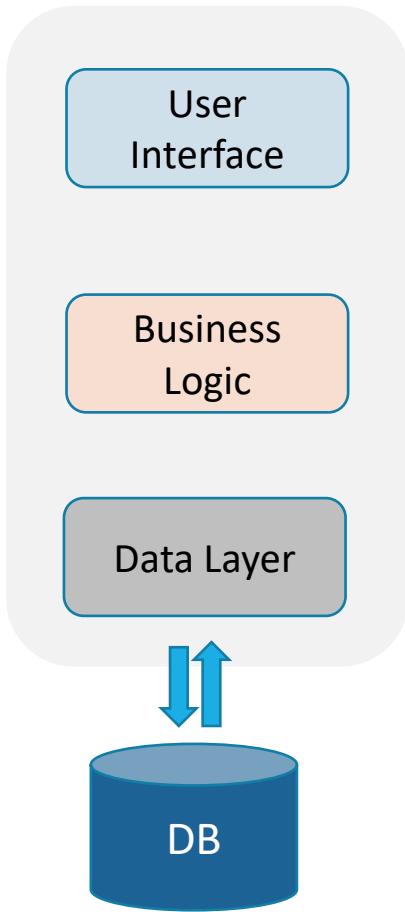 User
Interface
Business
Logic
Data Layer
DB